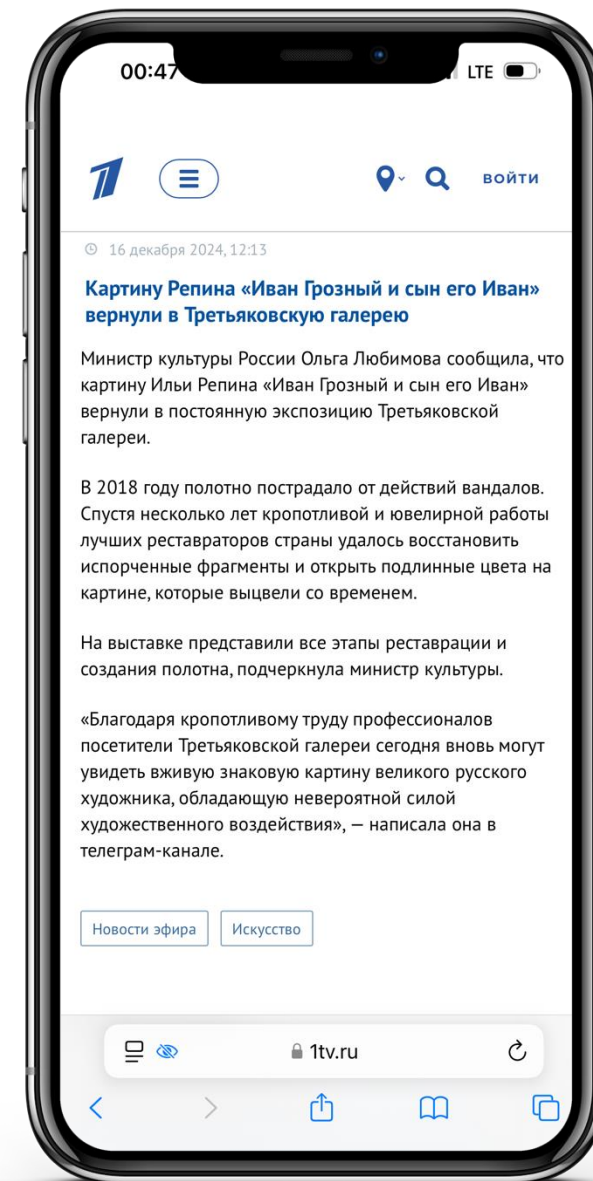 00:47
LTE
ВОЙТИ
16 декабря 2024, 12:13
Картину Репина «Иван Грозный и сын его Иван»
вернули в Третьяковскую галерею
Министр культуры России Ольга Любимова сообщила, что
картину Ильи Репина «Иван Грозный и сын его Иван»
вернули в постоянную экспозицию Третьяковской
галереи.
В 2018 году полотно пострадало от действий вандалов.
Спустя несколько лет кропотливой и ювелирной работы
лучших реставраторов страны удалось восстановить
испорченные фрагменты и открыть подлинные цвета на
картине, которые выцвели со временем.
На выставке представили все этапы реставрации и
создания полотна, подчеркнула министр культуры.
«Благодаря кропотливому труду профессионалов
посетители Третьяковской галереи сегодня вновь могут
увидеть вживую знаковую картину великого русского
художника, обладающую невероятной силой
художественного воздействия», — написала она в
телеграм-канале.
Новости эфира Искусство
1tv.ru